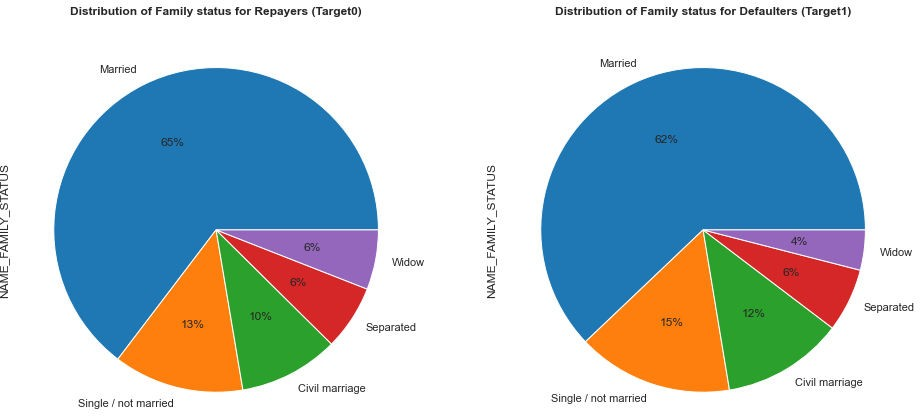 Distribution of Family status for Repayers (Target0)
NAME_FAMILY_STATUS
Married
65%
Single / not married
13%
Civil marriage
10%
Separated
6%
Widow
6%
Distribution of Family status for Defaulters (Target1)
NAME_FAMILY_STATUS
Married
62%
Single / not married
15%
Civil marriage
12%
Separated
6%
Widow
4%